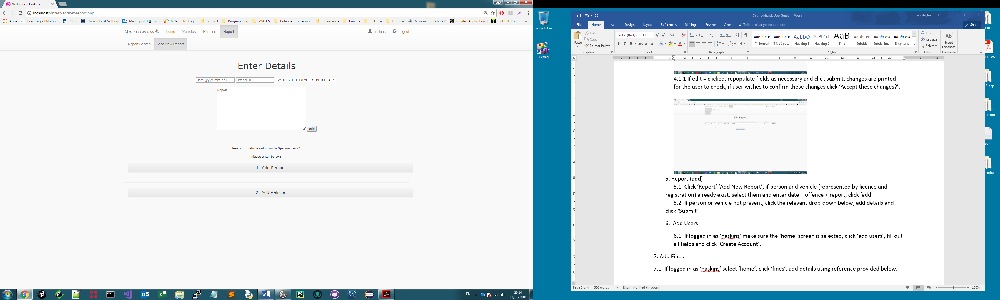 Welcome - haskins
Leo
localhost/dbtest/addnewreport.php
Apps University of Notting Portal University of Notting Mail – psxln1@exma NUsearch - Login General Programming MSC CS Database Coursewor St Barnabas Careers JS Docu Terminal Movement | Peter's V CreativeApplications. TalkTalk Router »
Sparrowhawk Home Vehicles Persons Report haskins Logout
Report Search Add New Report
Enter Details
Date (yyyy-mm-dd) Offence ID SMITH92LDOFJJ829 BC16OEA
Report
add
Person or vehicle unknown to Sparrowhawk?
Please enter below:
1: Add Person
2: Add Vehicle
EN 20:34
11/01/2018
Recycle Bin
Defrag
Sparrowhawk User Guide - Word Leo Naylor
File Home Insert Design Layout References Mailings Review View Tell me what you want to do Share
Paste Cut Copy Format Painter
Calibri (Body) 11
AaBbCcDc AaBbCcDc AaBbCc AaBbCcE AaB AaBbCcC AaBbCcDc AaBbCcDc
¶ Normal ¶ No Spac... Heading 1 Heading 2 Title Subtitle Subtle Em... Emphasis
Find Replace Select
AB1 Insert Footnote
Clipboard Font Paragraph Styles Editing Footnote
4.1.1 If edit = clicked, repopulate fields as necessary and click submit, changes are printed
for the user to check, if user wishes to confirm these changes click ‘Accept these changes?’.
Edit Report
5. Report (add)
5.1. Click ‘Report’ ‘Add New Report’, if person and vehicle (represented by licence and
registration) already exist: select them and enter date + offence + report, click ‘add’
5.2. If person or vehicle not present, click the relevant drop-down below, add details and
click ‘Submit’
6. Add Users
6.1. If logged in as ‘haskins’ make sure the ‘home’ screen is selected, click ‘add users’, fill out
all fields and click ‘Create Account’.
7. Add Fines
7.1. If logged in as ‘haskins’ select ‘home’, click ‘fines’, add details using reference provided below.
Page 3 of 4 520 words English (United Kingdom) 150%
CKUP
lis.CW2
8 php
-demo
oem
rephp